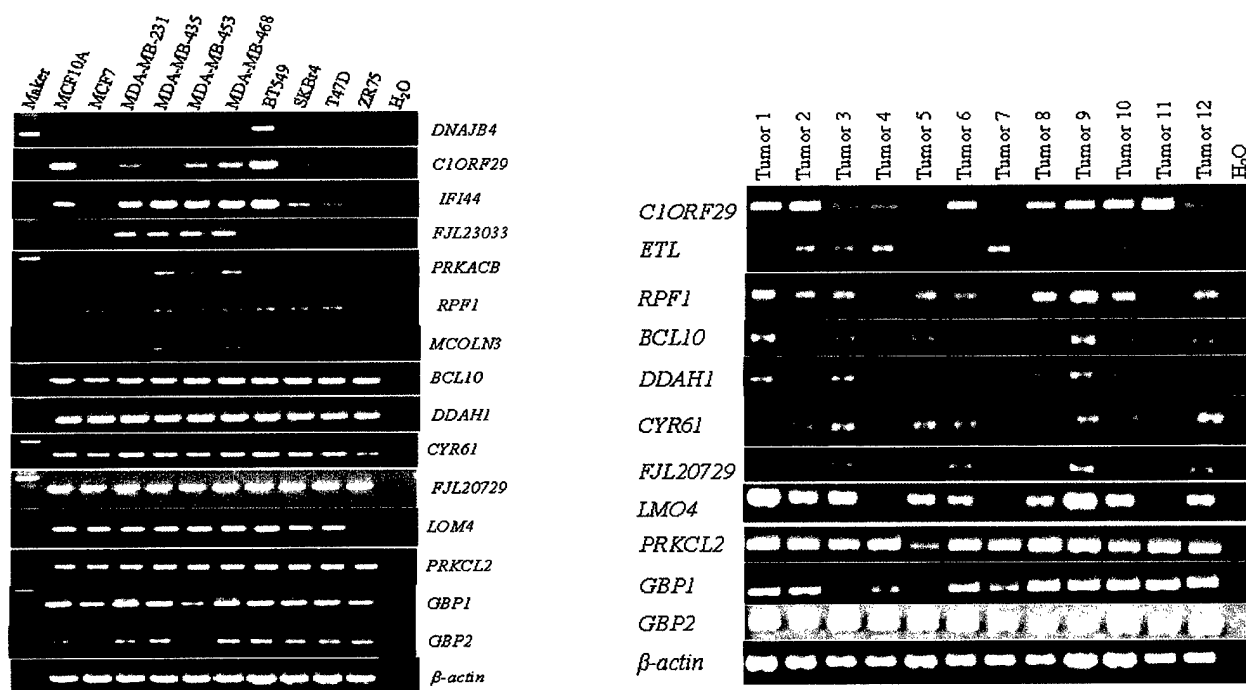 Maker
MCF10A
MCF7
MDA-MB-231
MDA-MB-435
MDA-MB-453
MDA-MB-468
BT549
SKBr4
T47D
ZR75
H₂O
DNAJB4
C1ORF29
IFI44
FJL23033
PRKACB
RPF1
MCOLN3
BCL10
DDAH1
CYR61
FJL20729
LOM4
PRKCL2
GBP1
GBP2
β-actin
Tumor 1
Tumor 2
Tumor 3
Tumor 4
Tumor 5
Tumor 6
Tumor 7
Tumor 8
Tumor 9
Tumor 10
Tumor 11
Tumor 12
H₂O
C1ORF29
ETL
RPF1
BCL10
DDAH1
CYR61
FJL20729
LMO4
PRKCL2
GBP1
GBP2
β-actin